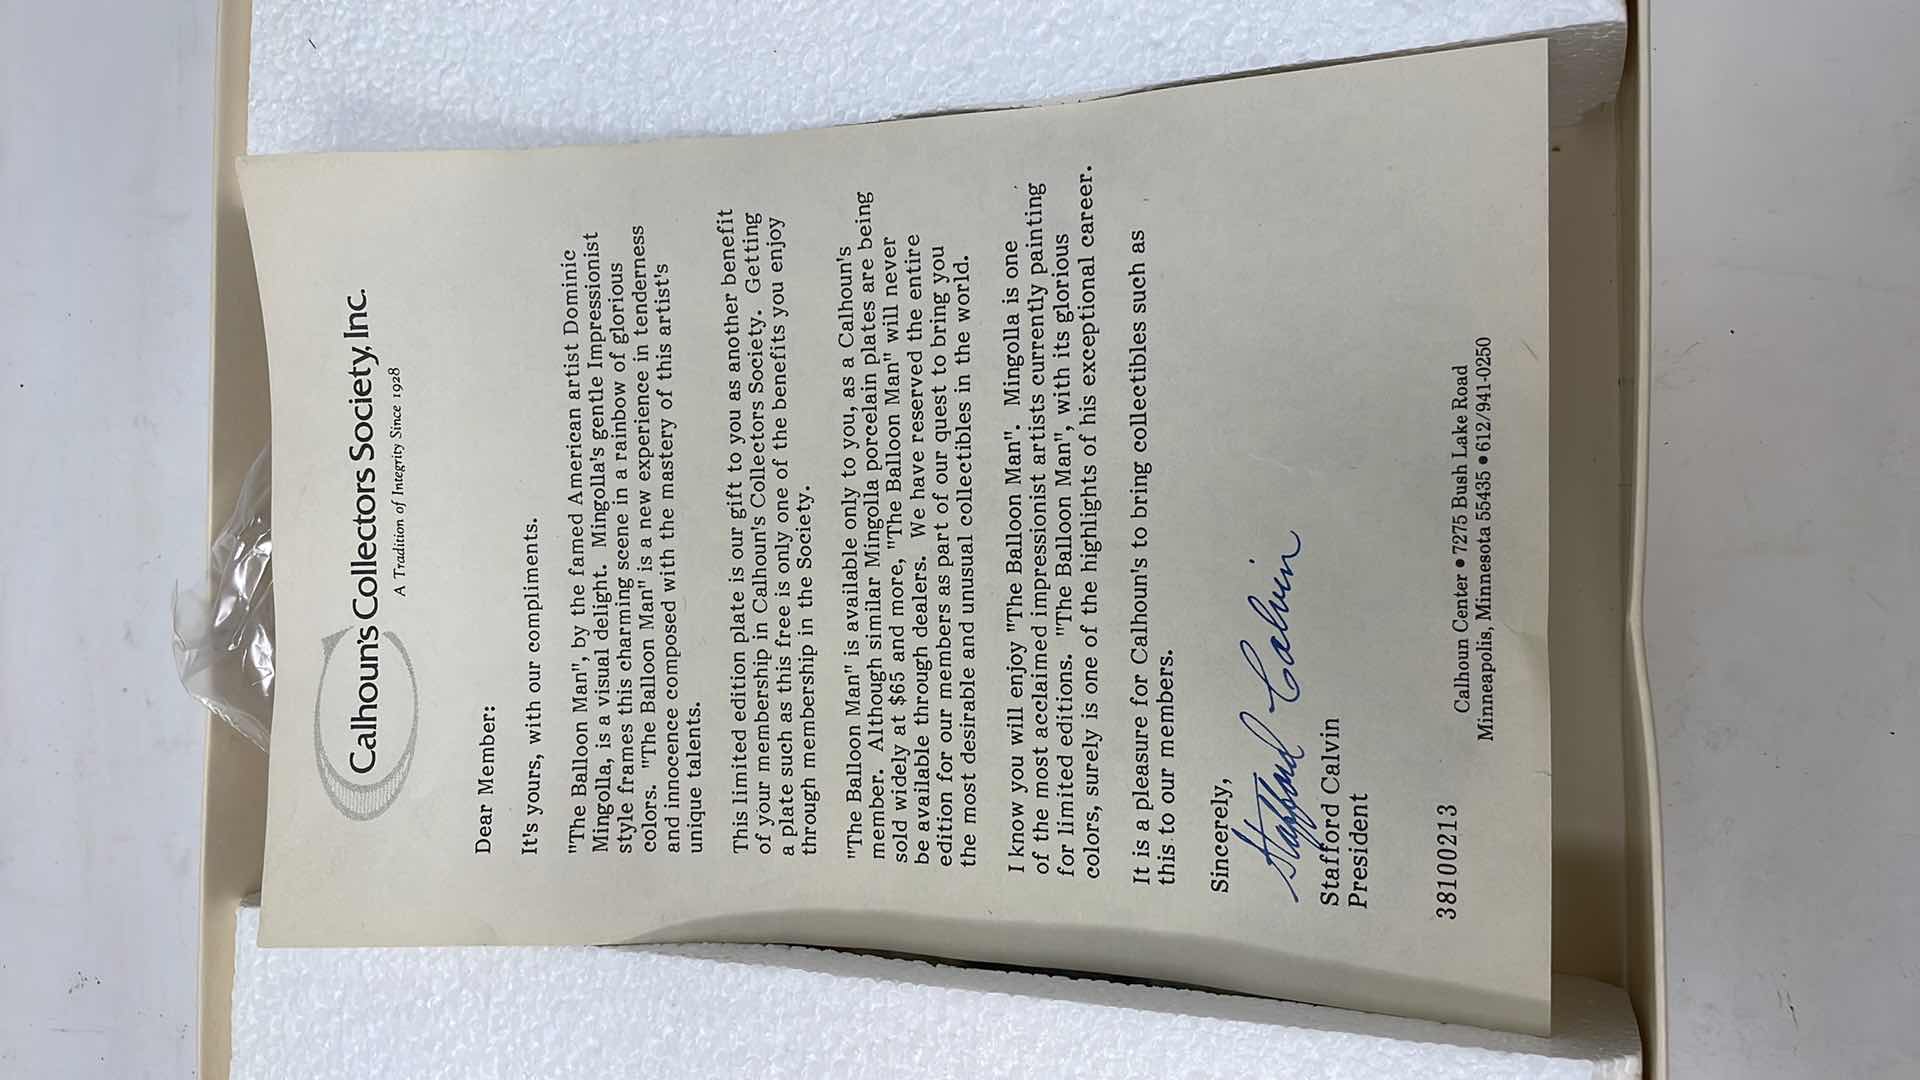 Calhoun's Collectors Society, Inc.
A Tradition of Integrity Since 1928
Dear Member:
It's yours, with our compliments.
"The Balloon Man", by the famed American artist Dominic
Mingolla, is a visual delight. Mingolla's gentle Impressionist
style frames this charming scene in a rainbow of glorious
colors. "The Balloon Man" is a new experience in tenderness
and innocence composed with the mastery of this artist's
unique talents.
This limited edition plate is our gift to you as another benefit
of your membership in Calhoun's Collectors Society. Getting
a plate such as this free is only one of the benefits you enjoy
through membership in the Society.
"The Balloon Man" is available only to you, as a Calhoun's
member. Although similar Mingolla porcelain plates are being
sold widely at $65 and more, "The Balloon Man" will never
be available through dealers. We have reserved the entire
edition for our members as part of our quest to bring you
the most desirable and unusual collectibles in the world.
I know you will enjoy "The Balloon Man". Mingolla is one
of the most acclaimed impressionist artists currently painting
for limited editions. "The Balloon Man", with its glorious
colors, surely is one of the highlights of his exceptional career.
It is a pleasure for Calhoun's to bring collectibles such as
this to our members.
Sincerely,
Stafford Calvin
Stafford Calvin
President
38100213
Calhoun Center • 7275 Bush Lake Road
Minneapolis, Minnesota 55435 • 612/941-0250